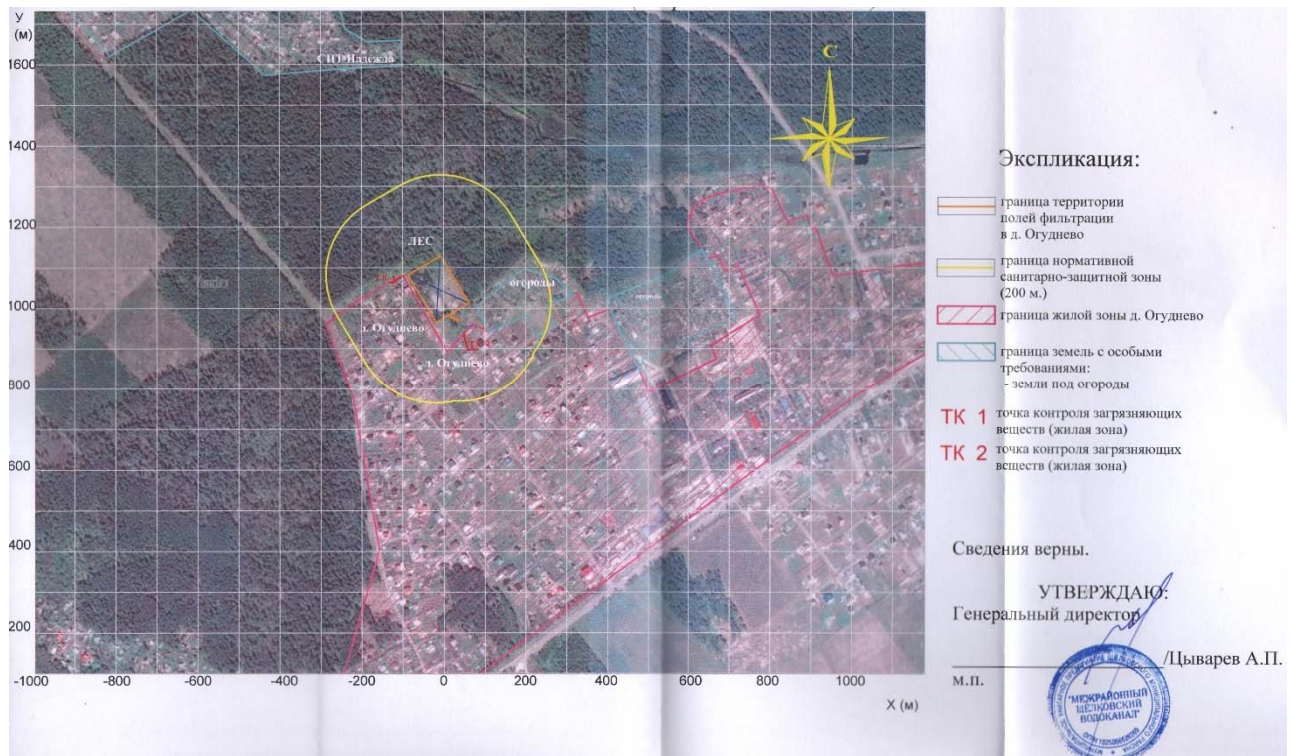 У
(м)
1600
1400
1200
1000
800
600
400
200
-1000
-800
-600
-400
-200
0
200
400
600
800
1000
Х (м)
СНТ Надежда
С
ЛЕС
огороды
огороды
д. Огуднево
д. Огуднево
Yandex
Экспликация:
граница территории
полей фильтрации
в д. Огуднево
граница нормативной
санитарно-защитной зоны
(200 м.)
граница жилой зоны д. Огуднево
граница земель с особыми
требованиями:
- земли под огороды
ТК 1 точка контроля загрязняющих
веществ (жилая зона)
ТК 2 точка контроля загрязняющих
веществ (жилая зона)
Сведения верны.
УТВЕРЖДАЮ:
Генеральный директор
/Цыварев А.П.
м.п.
"МЕЖРАЙОННЫЙ
ЩЁЛКОВСКИЙ
ВОДОКАНАЛ"